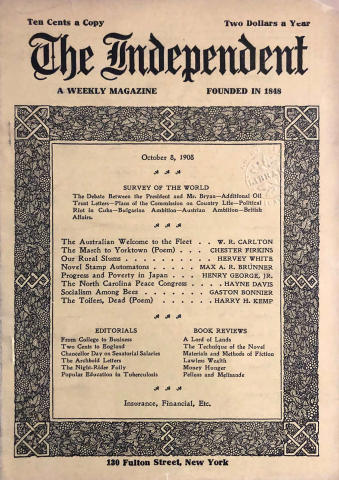 Ten Cents a Copy
Two Dollars a Year
The Independent
A WEEKLY MAGAZINE
FOUNDED IN 1848
October 8, 1908
SURVEY OF THE WORLD
The Debate Between the President and Mr. Bryan—Additional Oil
Trust Letters—Plans of the Commission on Country Life—Political
Riot in Cuba—Bulgarian Ambition—Austrian Ambition—British
Affairs.
The Australian Welcome to the Fleet . . W. R. CARLTON
The March to Yorktown (Poem) . . . CHESTER FIRKINS
Our Rural Slums . . . . . . . . . . . HERVEY WHITE
Novel Stamp Automatons . . . . . MAX A. R. BRÜNNER
Progress and Poverty in Japan . . . HENRY GEORGE, JR.
The North Carolina Peace Congress . . . HAYNE DAVIS
Socialism Among Bees . . . . . . . GASTON BONNIER
The Toilers, Dead (Poem) . . . . . . HARRY H. KEMP
EDITORIALS
From College to Business
Two Cents to England
Chancellor Day on Senatorial Salaries
The Archbold Letters
The Night-Rider Folly
Popular Education in Tuberculosis
BOOK REVIEWS
A Lord of Lands
The Technique of the Novel
Materials and Methods of Fiction
Lawless Wealth
Money Hunger
Pelleas and Melisande
Insurance, Financial, Etc.
130 Fulton Street, New York